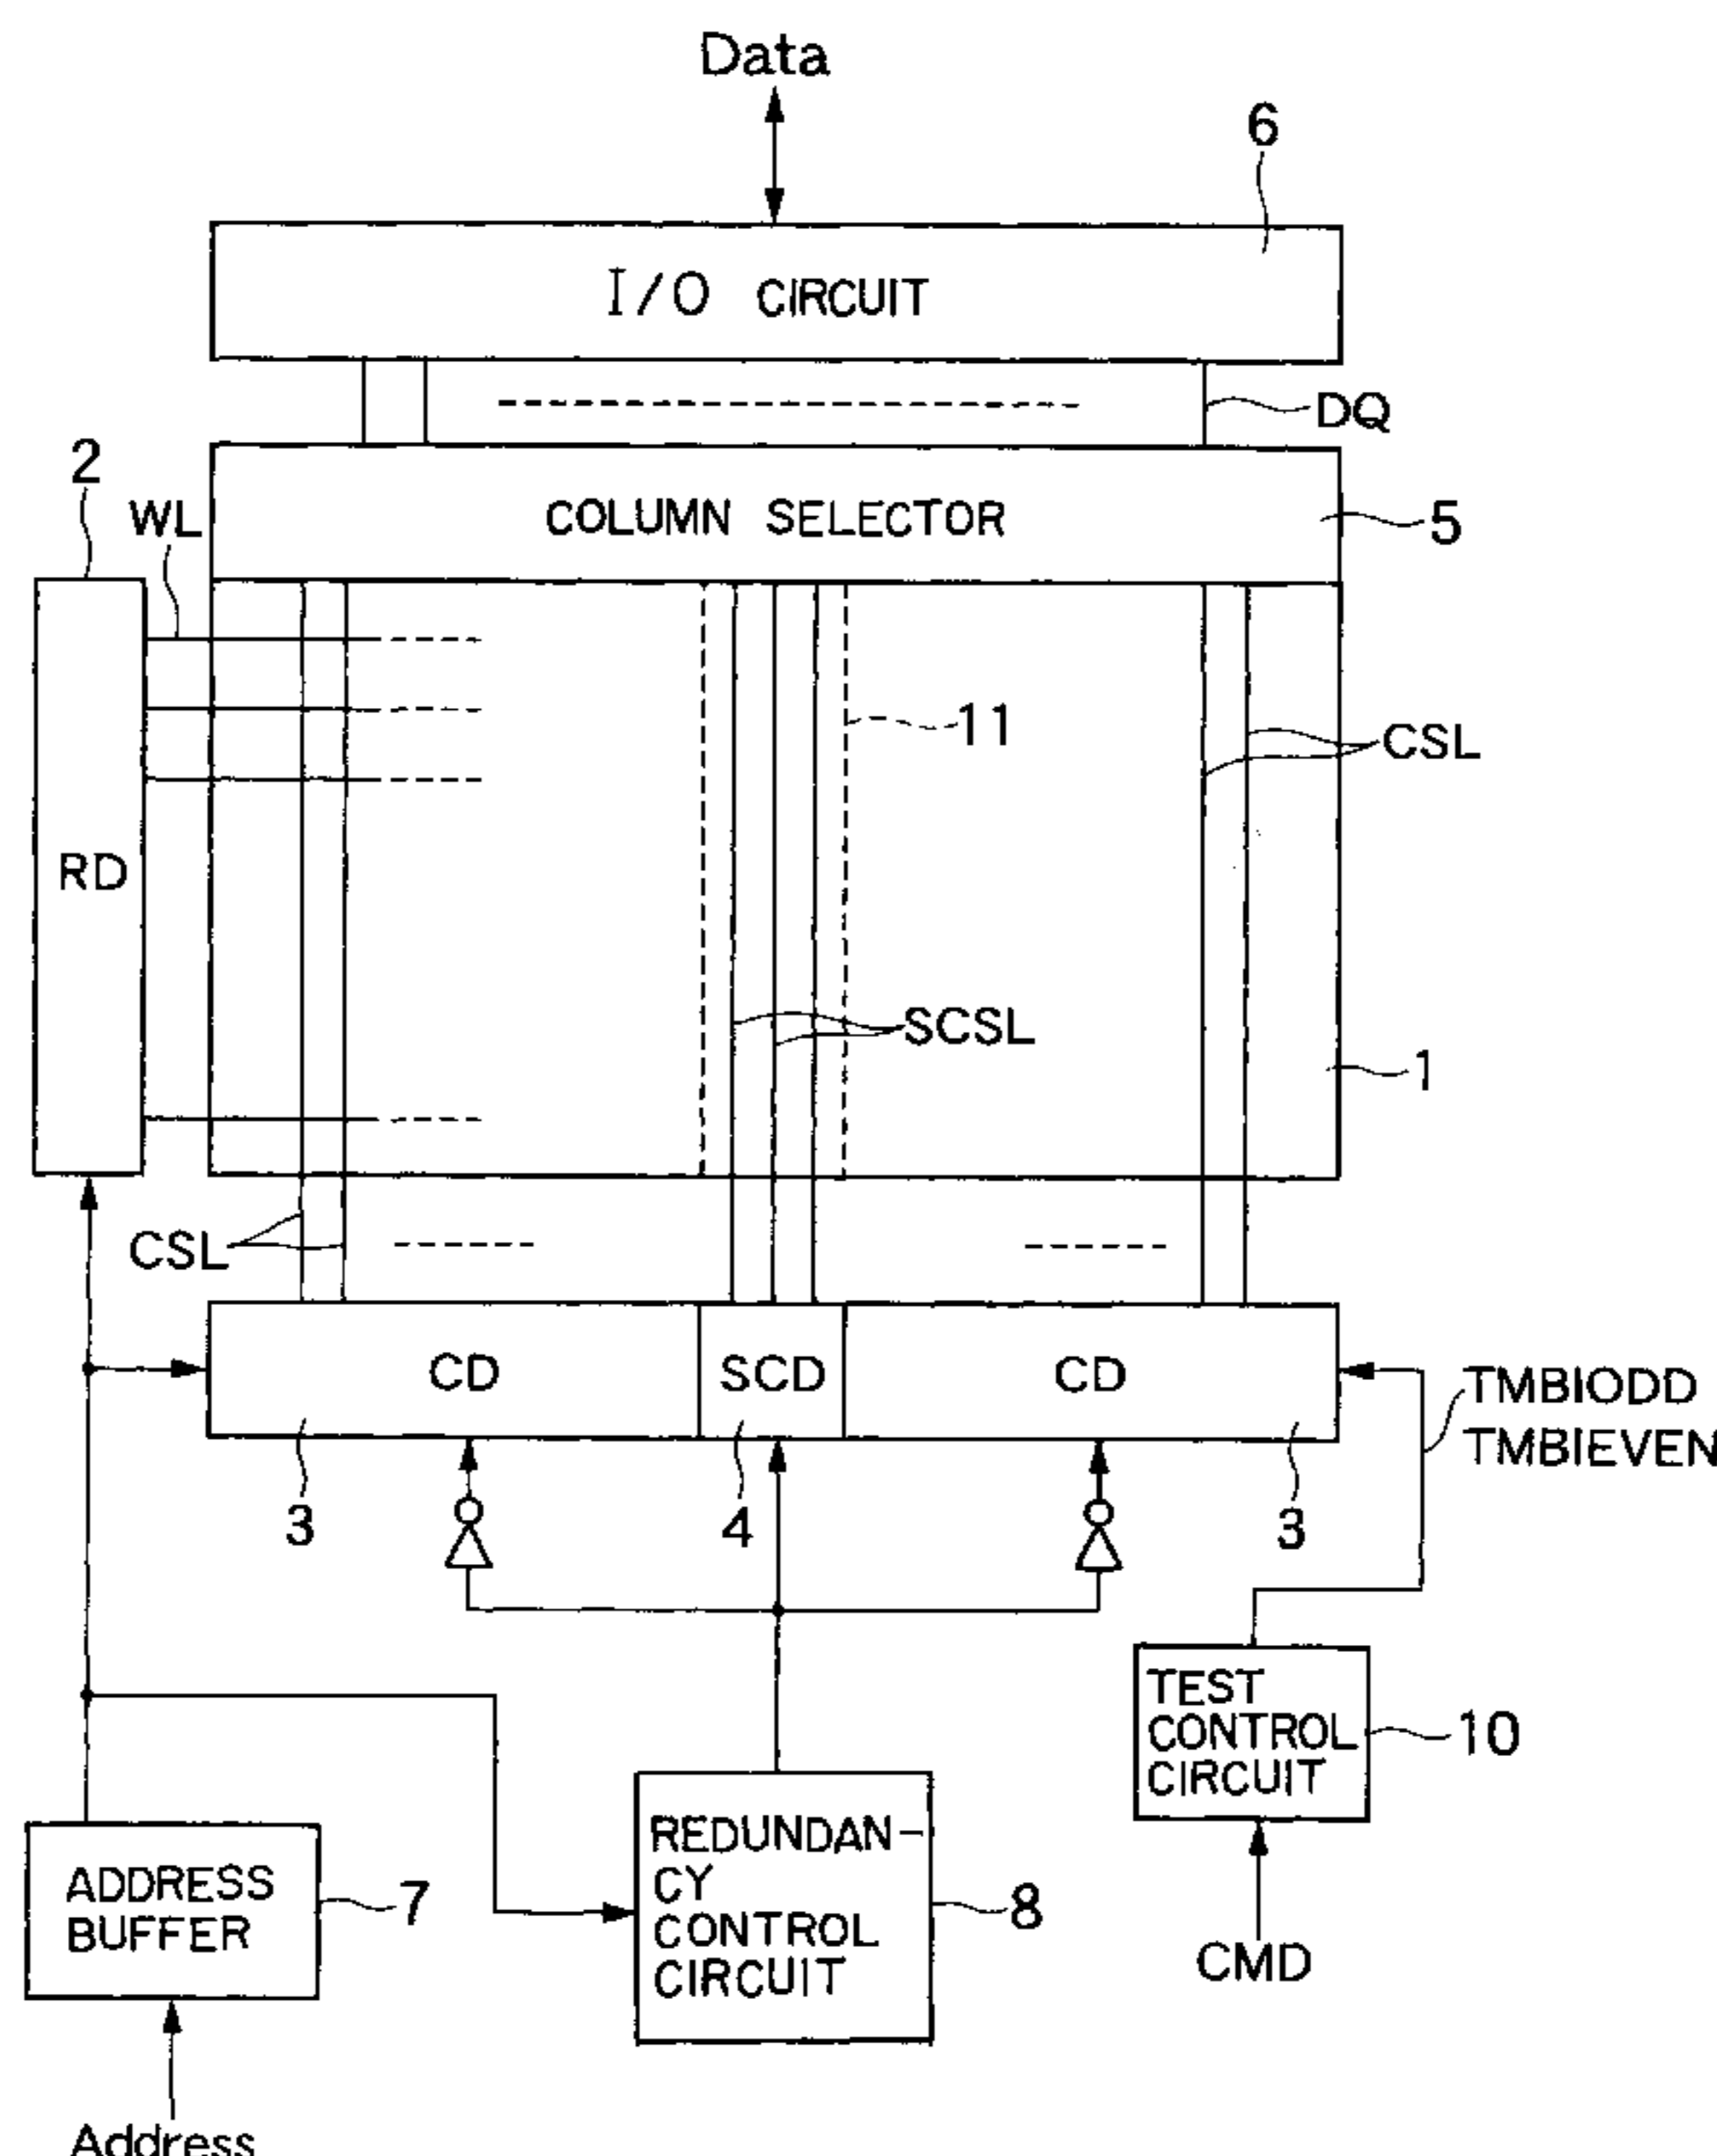 Data
6
I/O CIRCUIT
DQ
2
WL
COLUMN SELECTOR
5
11
CSL
RD
SCSL
1
CSL
CD
SCD
CD
TMBIODD
TMBIEVEN
3
4
3
TEST
CONTROL
CIRCUIT
10
REDUNDAN-
CY
CONTROL
CIRCUIT
8
ADDRESS
BUFFER
7
CMD
Address